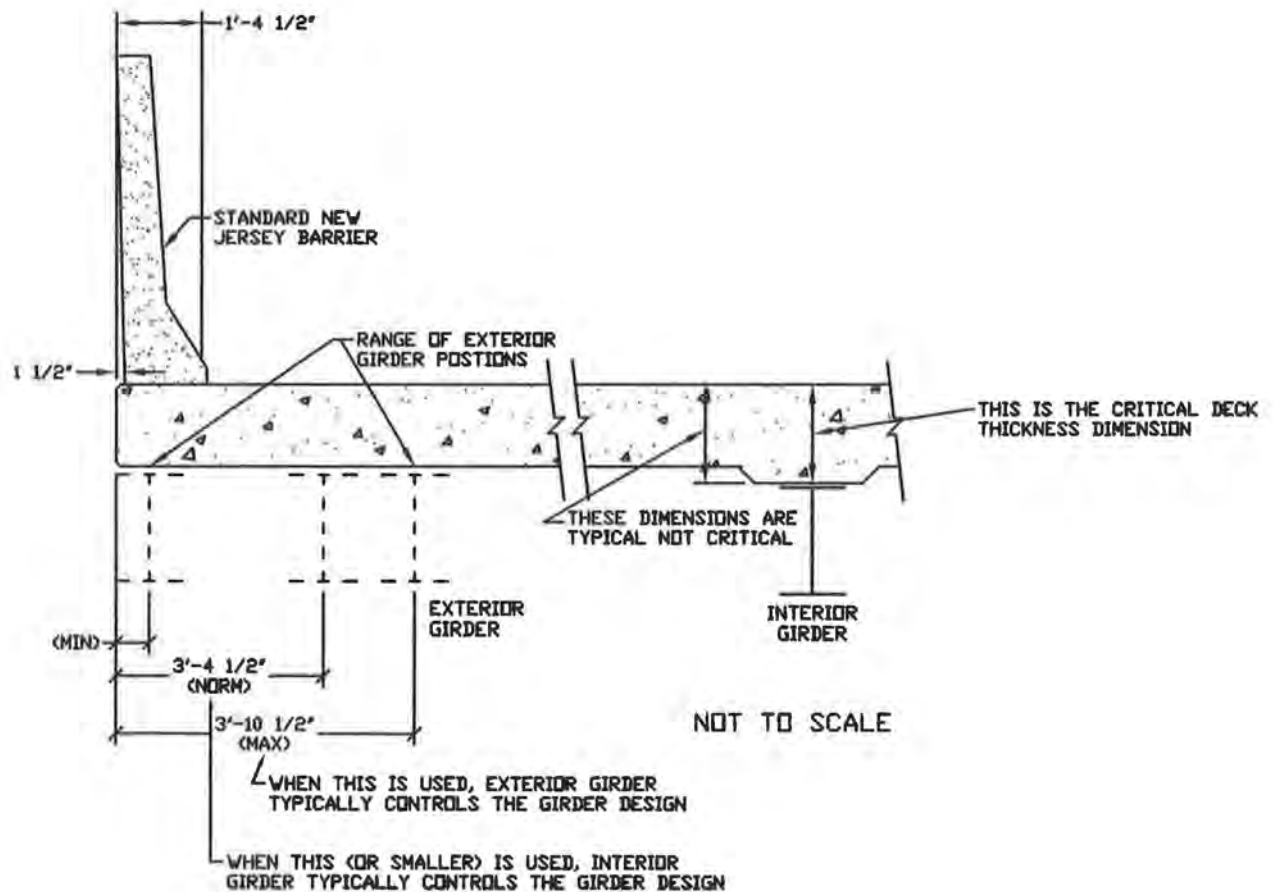 1'-4 1/2"
STANDARD NEW
JERSEY BARRIER
RANGE OF EXTERIOR
GIRDER POSTIONS
1 1/2"
THIS IS THE CRITICAL DECK
THICKNESS DIMENSION
THESE DIMENSIONS ARE
TYPICAL NOT CRITICAL
EXTERIOR
GIRDER
INTERIOR
GIRDER
(MIN)
3'-4 1/2"
(NORM)
NOT TO SCALE
3'-10 1/2"
(MAX)
WHEN THIS IS USED, EXTERIOR GIRDER
TYPICALLY CONTROLS THE GIRDER DESIGN
WHEN THIS (OR SMALLER) IS USED, INTERIOR
GIRDER TYPICALLY CONTROLS THE GIRDER DESIGN